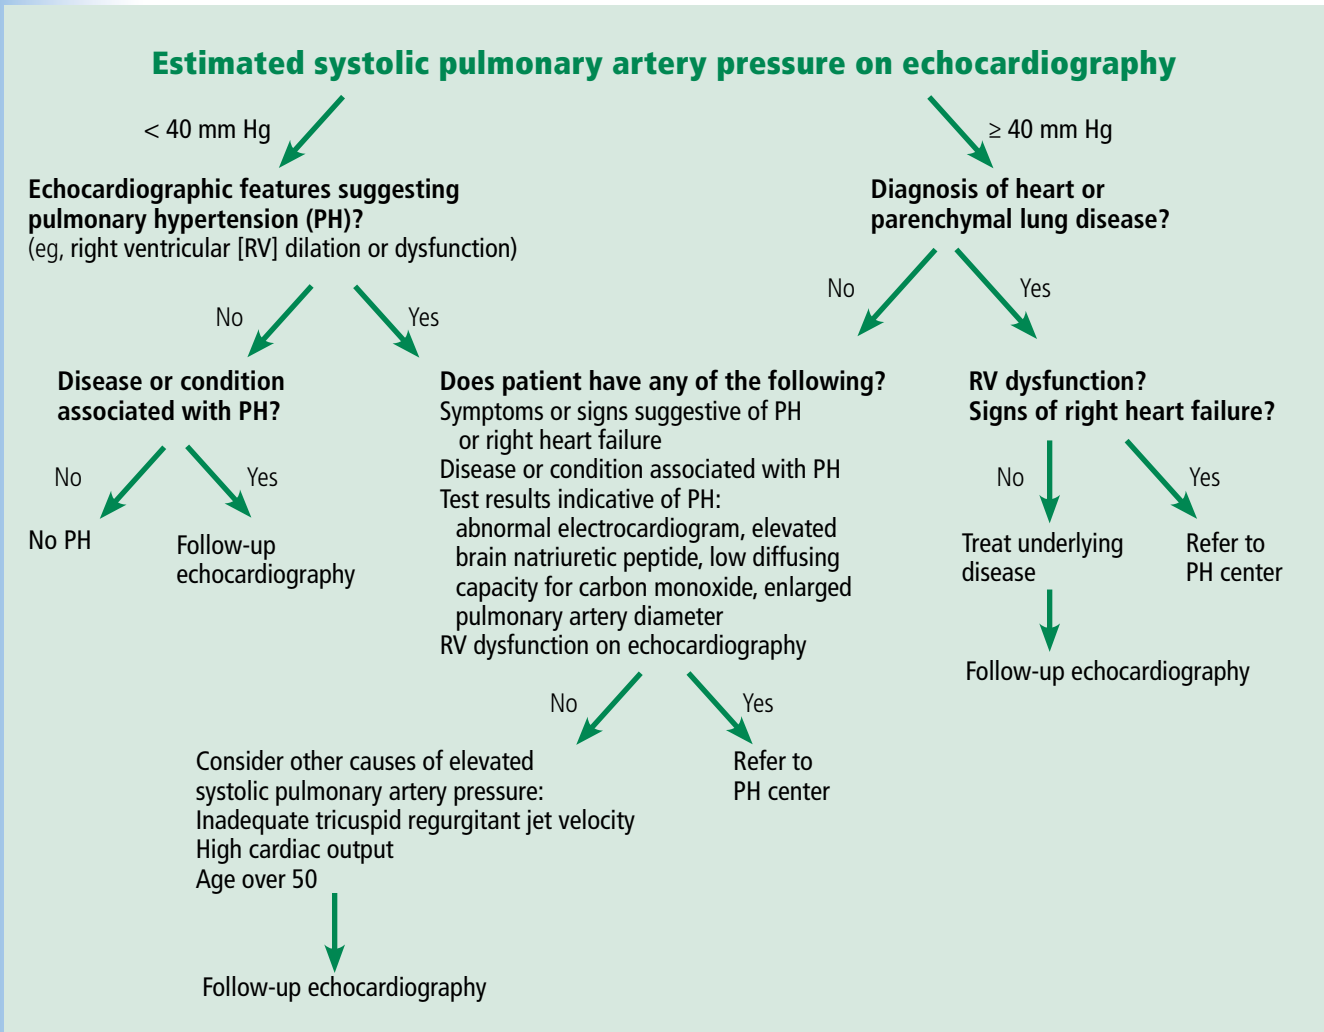 Estimated systolic pulmonary artery pressure on echocardiography
< 40 mm Hg
≥ 40 mm Hg
Echocardiographic features suggesting
pulmonary hypertension (PH)?
(eg, right ventricular [RV] dilation or dysfunction)
Diagnosis of heart or
parenchymal lung disease?
No
Yes
No
Yes
Disease or condition
associated with PH?
No
Yes
No PH
Follow-up
echocardiography
Does patient have any of the following?
Symptoms or signs suggestive of PH
or right heart failure
Disease or condition associated with PH
Test results indicative of PH:
abnormal electrocardiogram, elevated
brain natriuretic peptide, low diffusing
capacity for carbon monoxide, enlarged
pulmonary artery diameter
RV dysfunction on echocardiography
No
Yes
Consider other causes of elevated
systolic pulmonary artery pressure:
Inadequate tricuspid regurgitant jet velocity
High cardiac output
Age over 50
Follow-up echocardiography
Refer to
PH center
RV dysfunction?
Signs of right heart failure?
No
Yes
Treat underlying
disease
Follow-up echocardiography
Refer to
PH center